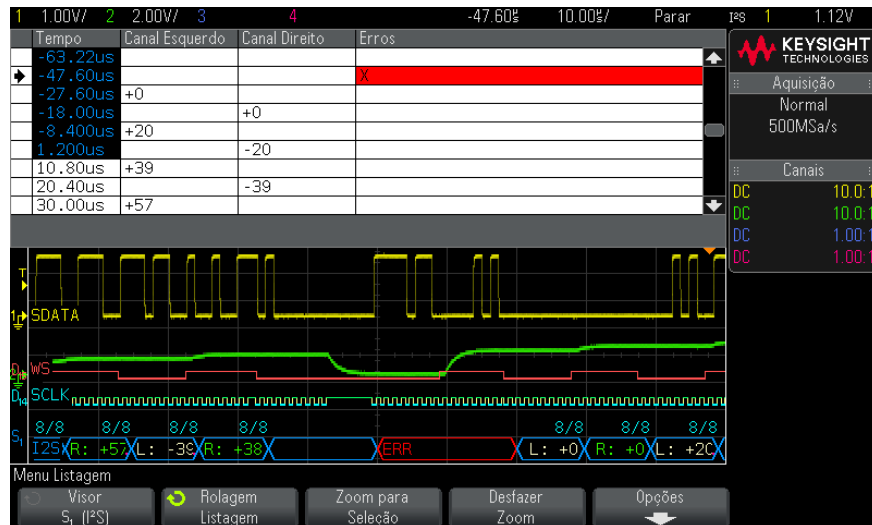 1 1.00V/ 2 2.00V/ 3 4 -47.60µs 10.00µs/ Parar I²S 1 1.12V
Tempo Canal Esquerdo Canal Direito Erros
-63.22us
-47.60us X
-27.60us +0
-18.00us +0
-8.400us +20
1.200us -20
10.80us +39
20.40us -39
30.00us +57
KEYSIGHT
TECHNOLOGIES
Aquisição
Normal
500MSa/s
Canais
DC 10.0:1
DC 10.0:1
DC 1.00:1
DC 1.00:1
T
1 SDATA
WS
D14 SCLK
8/8 8/8 8/8 8/8 8/8 8/8 8/8
S1 I2S R: +57 L: -39 R: +38 ERR L: +0 R: +0 L: +20
Menu Listagem
Visor
S1 (I²S)
Rolagem
Listagem
Zoom para
Seleção
Desfazer
Zoom
Opções